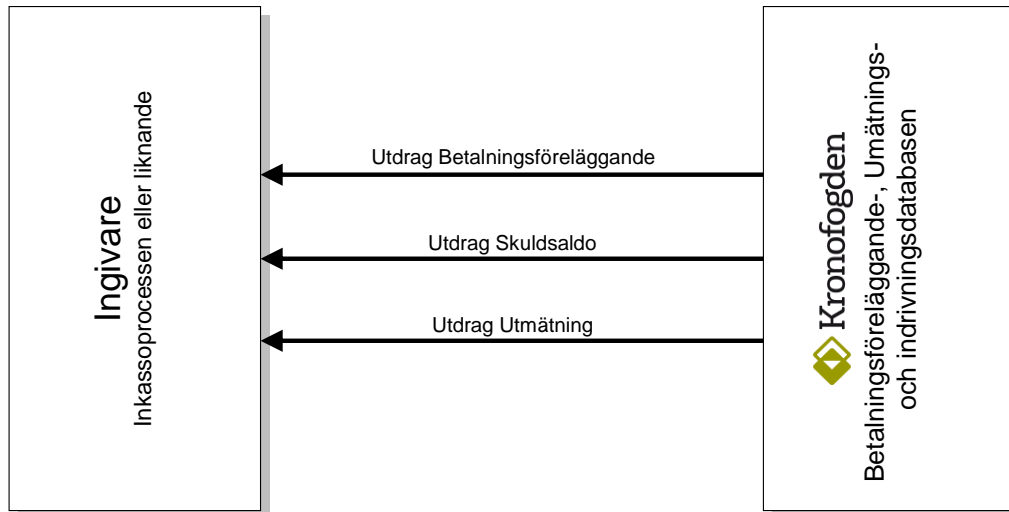 Ingivare
Inkassoprocessen eller liknande
Utdrag Betalningsföreläggande
Utdrag Skuldsaldo
Utdrag Utmätning
Kronofogden
Betalningsföreläggande-, Umätnings-
och indrivningsdatabasen